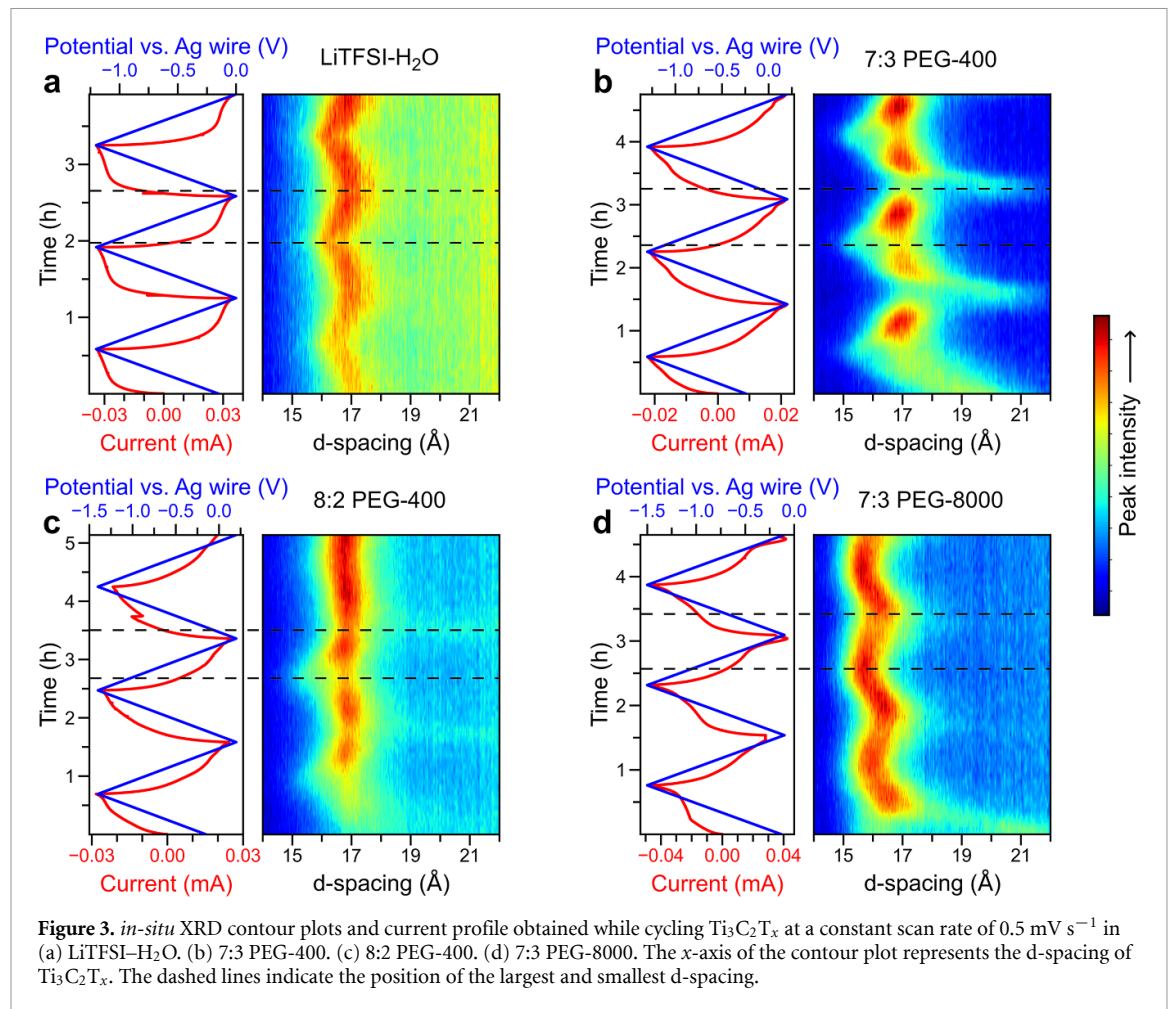 Potential vs. Ag wire (V)
LiTFSI-H₂O
a
−1.0 −0.5 0.0
Time (h)
3
2
1
−0.03 0.00 0.03
Current (mA)
15 17 19 21
d-spacing (Å)
Potential vs. Ag wire (V)
7:3 PEG-400
b
−1.0 −0.5 0.0
Time (h)
4
3
2
1
−0.02 0.00 0.02
Current (mA)
15 17 19 21
d-spacing (Å)
Peak intensity ⟶
Potential vs. Ag wire (V)
8:2 PEG-400
c
−1.5 −1.0 −0.5 0.0
Time (h)
5
4
3
2
1
−0.03 0.00 0.03
Current (mA)
15 17 19 21
d-spacing (Å)
Potential vs. Ag wire (V)
7:3 PEG-8000
d
−1.5 −1.0 −0.5 0.0
Time (h)
4
3
2
1
−0.04 0.00 0.04
Current (mA)
15 17 19 21
d-spacing (Å)
Figure 3. in-situ XRD contour plots and current profile obtained while cycling Ti₃C₂Tₓ at a constant scan rate of 0.5 mV s⁻¹ in
(a) LiTFSI–H₂O. (b) 7:3 PEG-400. (c) 8:2 PEG-400. (d) 7:3 PEG-8000. The x-axis of the contour plot represents the d-spacing of
Ti₃C₂Tₓ. The dashed lines indicate the position of the largest and smallest d-spacing.